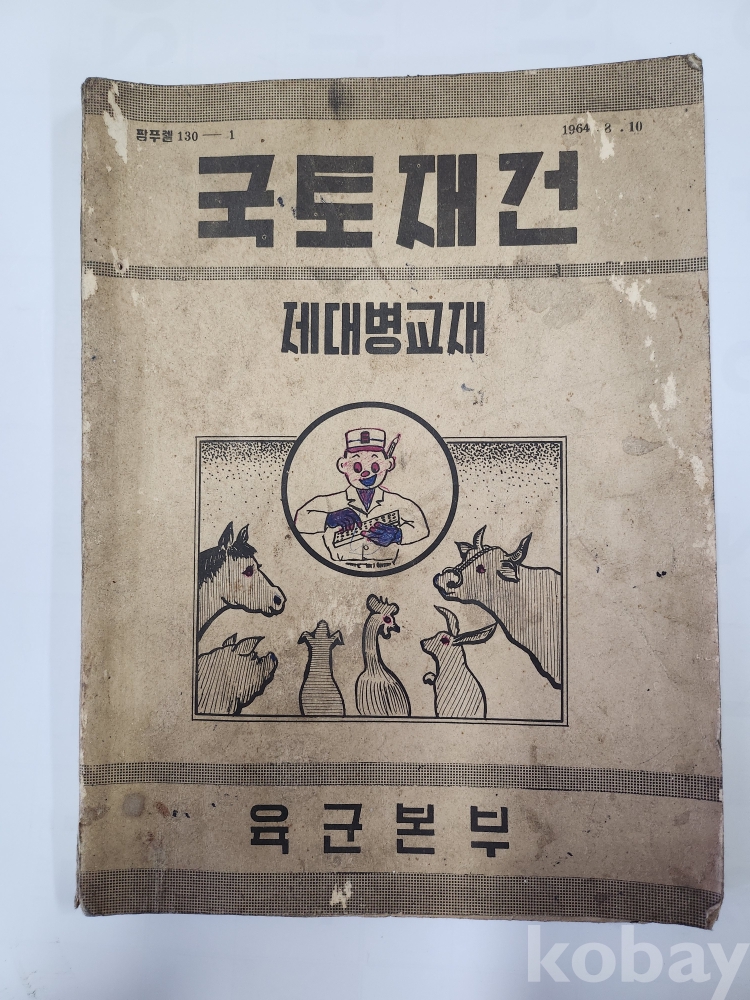 팜푸렡 130 — 1
1964 . 8 . 10
국토재건
제대병교재
육군본부
kobay